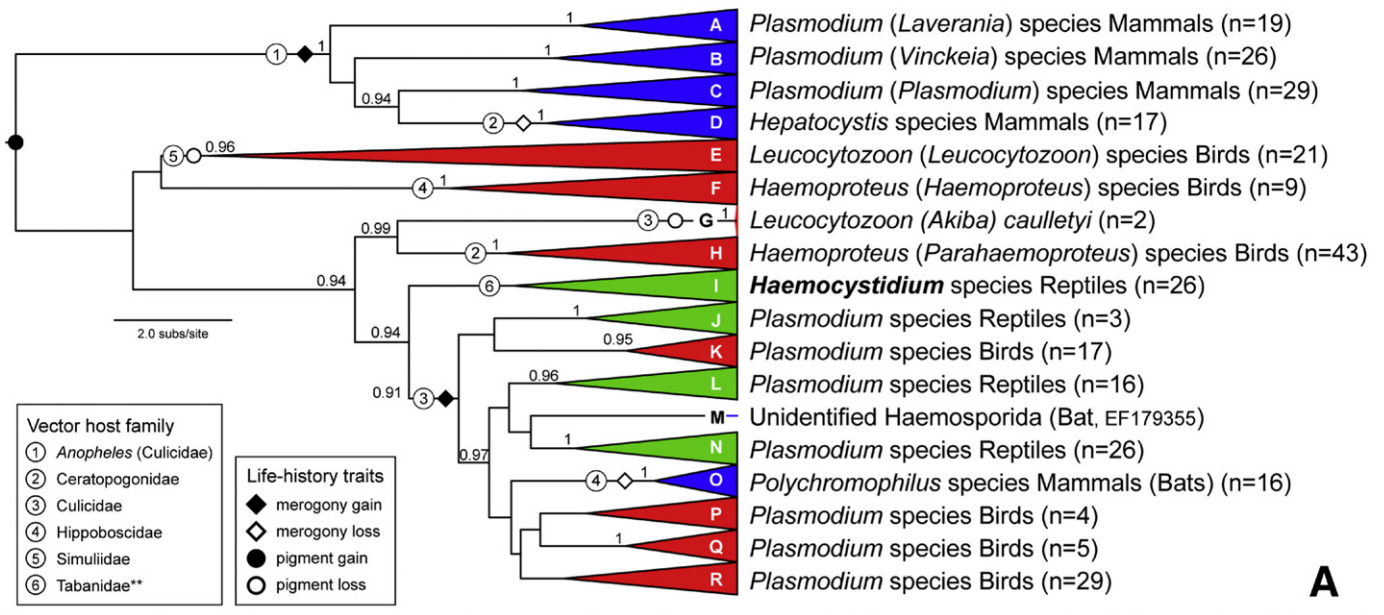 1 1 1 A Plasmodium (Laverania) species Mammals (n=19)
1 B Plasmodium (Vinckeia) species Mammals (n=26)
0.94 1 C Plasmodium (Plasmodium) species Mammals (n=29)
2 1 D Hepatocystis species Mammals (n=17)
5 0.96 E Leucocytozoon (Leucocytozoon) species Birds (n=21)
4 1 F Haemoproteus (Haemoproteus) species Birds (n=9)
0.99 3 G 1 Leucocytozoon (Akiba) caulletyi (n=2)
2 1 H Haemoproteus (Parahaemoproteus) species Birds (n=43)
0.94 6 I Haemocystidium species Reptiles (n=26)
2.0 subs/site
0.94 1 J Plasmodium species Reptiles (n=3)
0.95 K Plasmodium species Birds (n=17)
0.91 3 0.96 L Plasmodium species Reptiles (n=16)
M Unidentified Haemosporida (Bat, EF179355)
0.97 1 N Plasmodium species Reptiles (n=26)
4 1 O Polychromophilus species Mammals (Bats) (n=16)
P Plasmodium species Birds (n=4)
1 Q Plasmodium species Birds (n=5)
R Plasmodium species Birds (n=29)
Vector host family
1 Anopheles (Culicidae)
2 Ceratopogonidae
3 Culicidae
4 Hippoboscidae
5 Simuliidae
6 Tabanidae**
Life-history traits
merogony gain
merogony loss
pigment gain
pigment loss
A